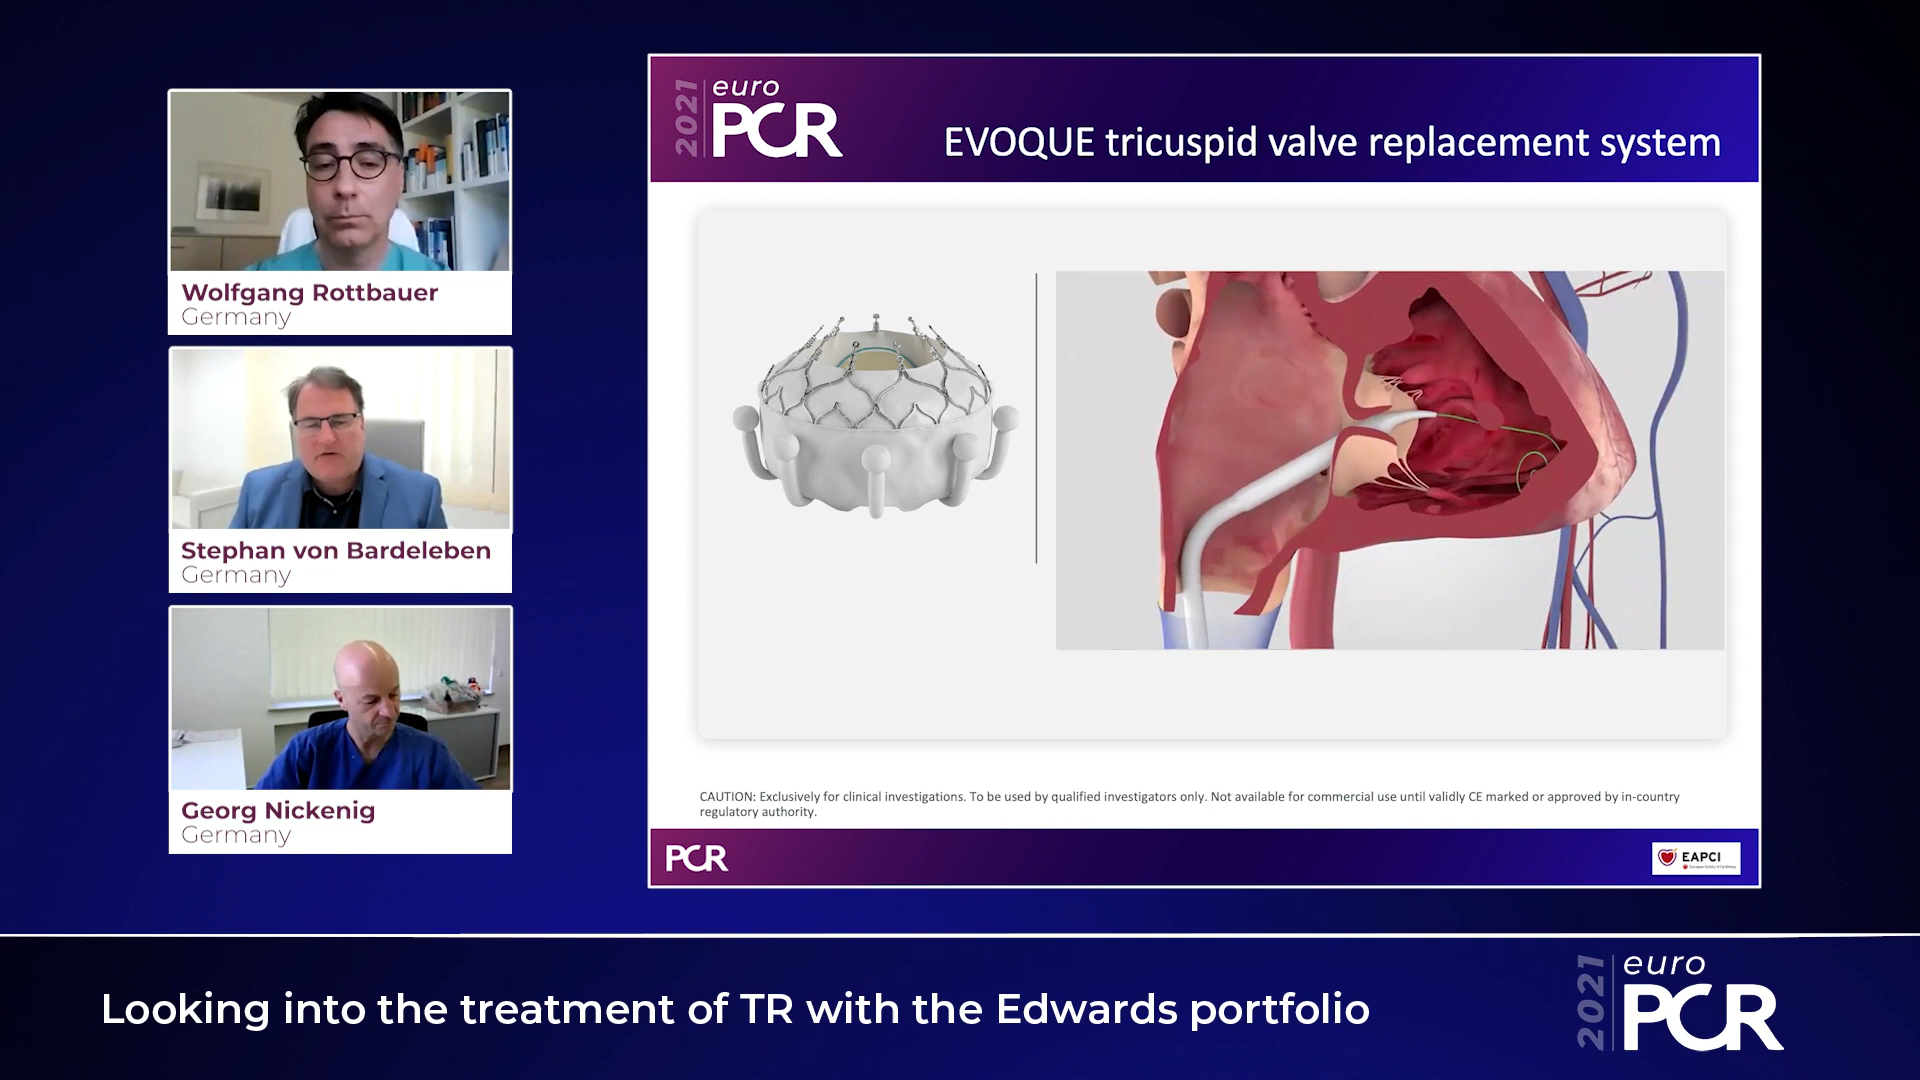 Wolfgang Rottbauer
Germany
Stephan von Bardeleben
Germany
Georg Nickenig
Germany
2021
euro
PCR
EVOQUE tricuspid valve replacement system
CAUTION: Exclusively for clinical investigations. To be used by qualified investigators only. Not available for commercial use until validly CE marked or approved by in-country
regulatory authority.
PCR
EAPCI
Looking into the treatment of TR with the Edwards portfolio
2021
euro
PCR